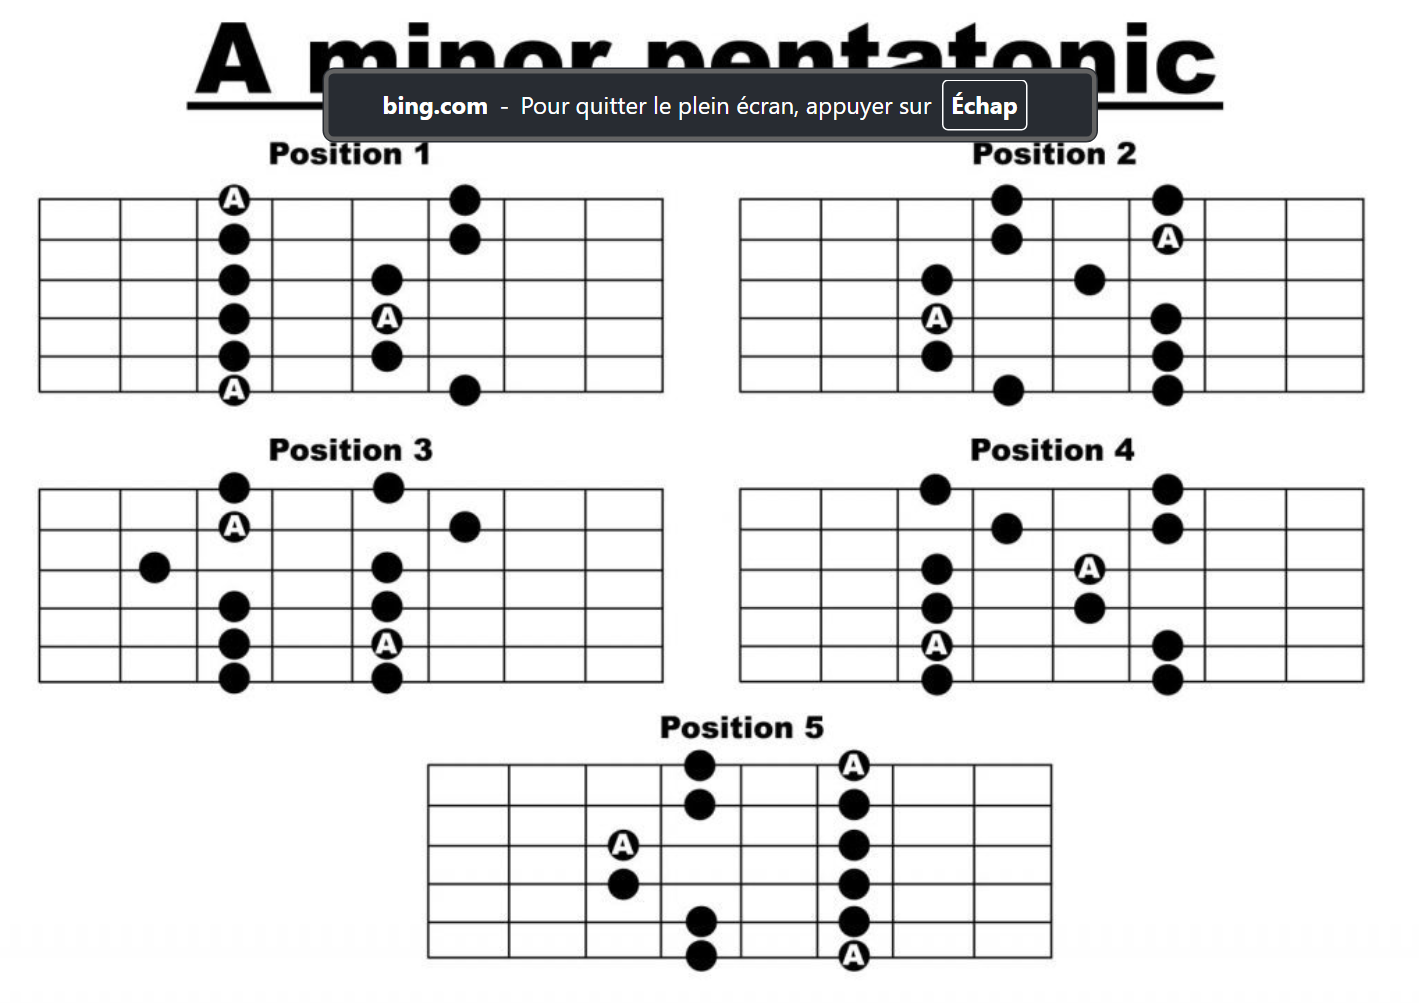 A minor pentatonic
bing.com - Pour quitter le plein écran, appuyer sur Échap
Position 1
Position 2
A
A
A
A
A
Position 3
Position 4
A
A
A
A
Position 5
A
A
A